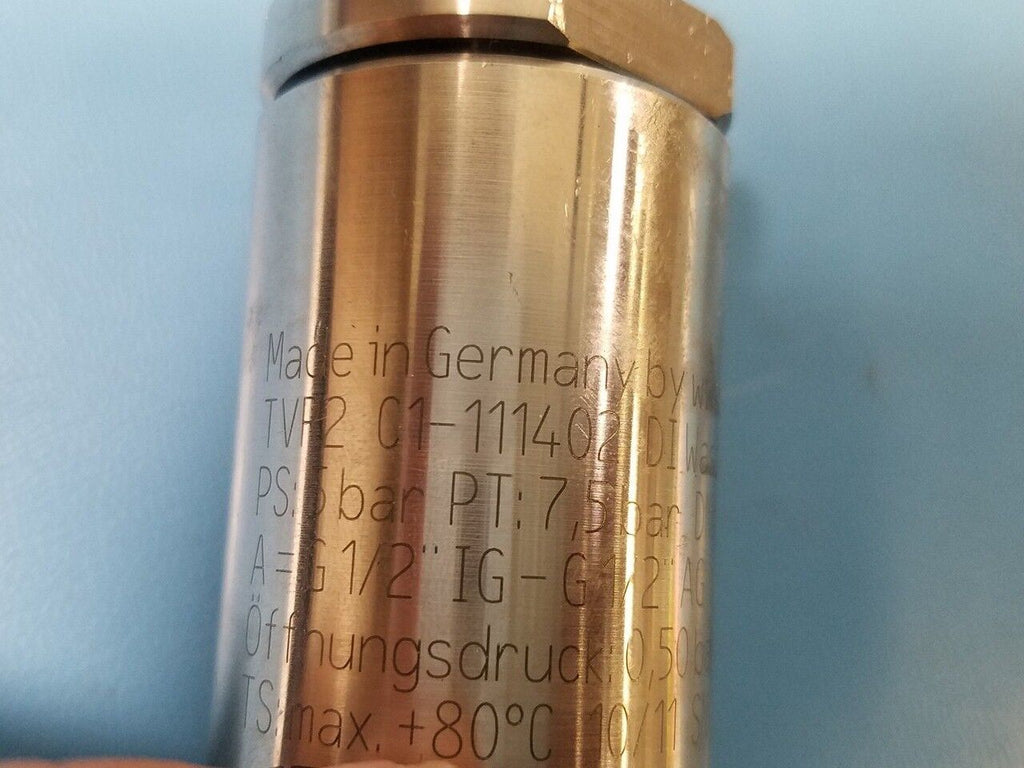 Made in Germany by
TVR2 C1-111402 DI.
PS: 5 bar PT: 7,5 bar
A = G 1/2" IG - G 1/2" AG
Öffnungsdruck: 0,50
TS: max. +80°C 10/11